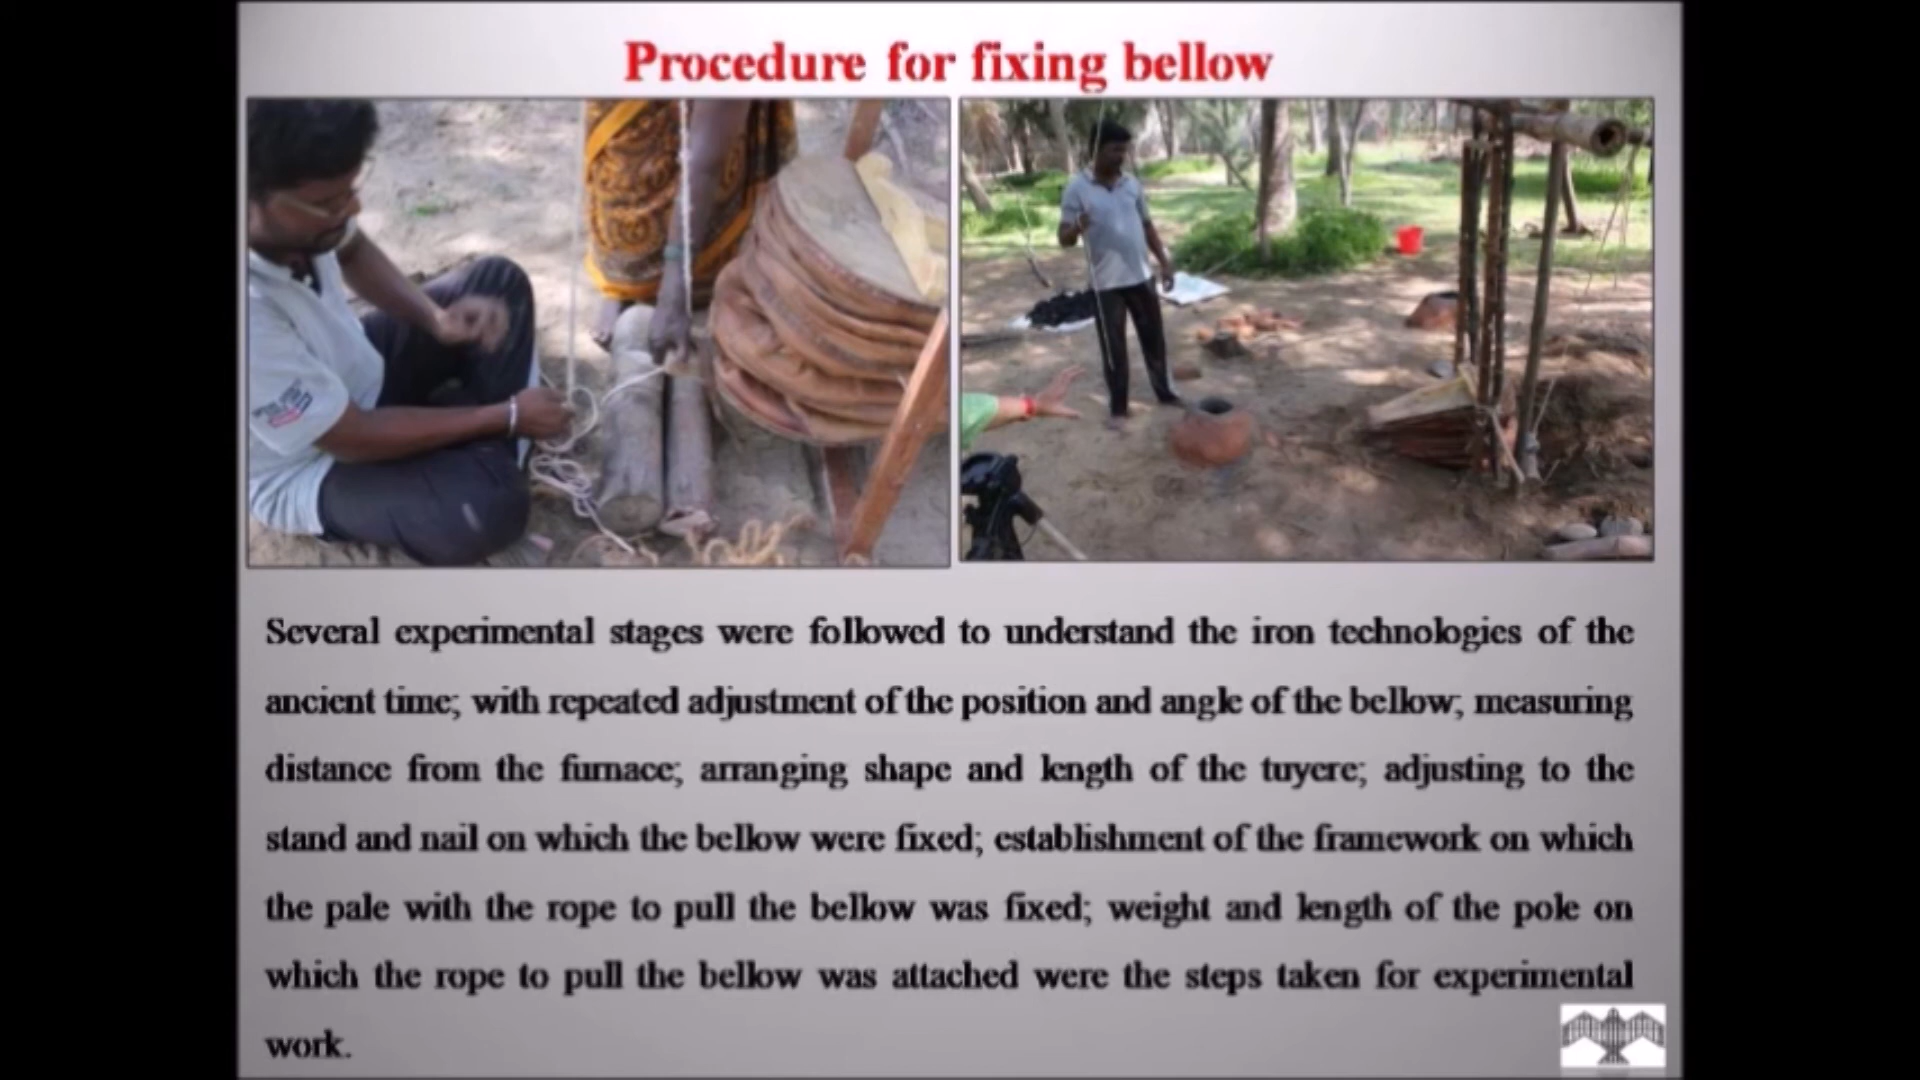 Procedure for fixing bellow
Several experimental stages were followed to understand the iron technologies of the
ancient time; with repeated adjustment of the position and angle of the bellow; measuring
distance from the furnace; arranging shape and length of the tuyere; adjusting to the
stand and nail on which the bellow were fixed; establishment of the framework on which
the pale with the rope to pull the bellow was fixed; weight and length of the pole on
which the rope to pull the bellow was attached were the steps taken for experimental
work.